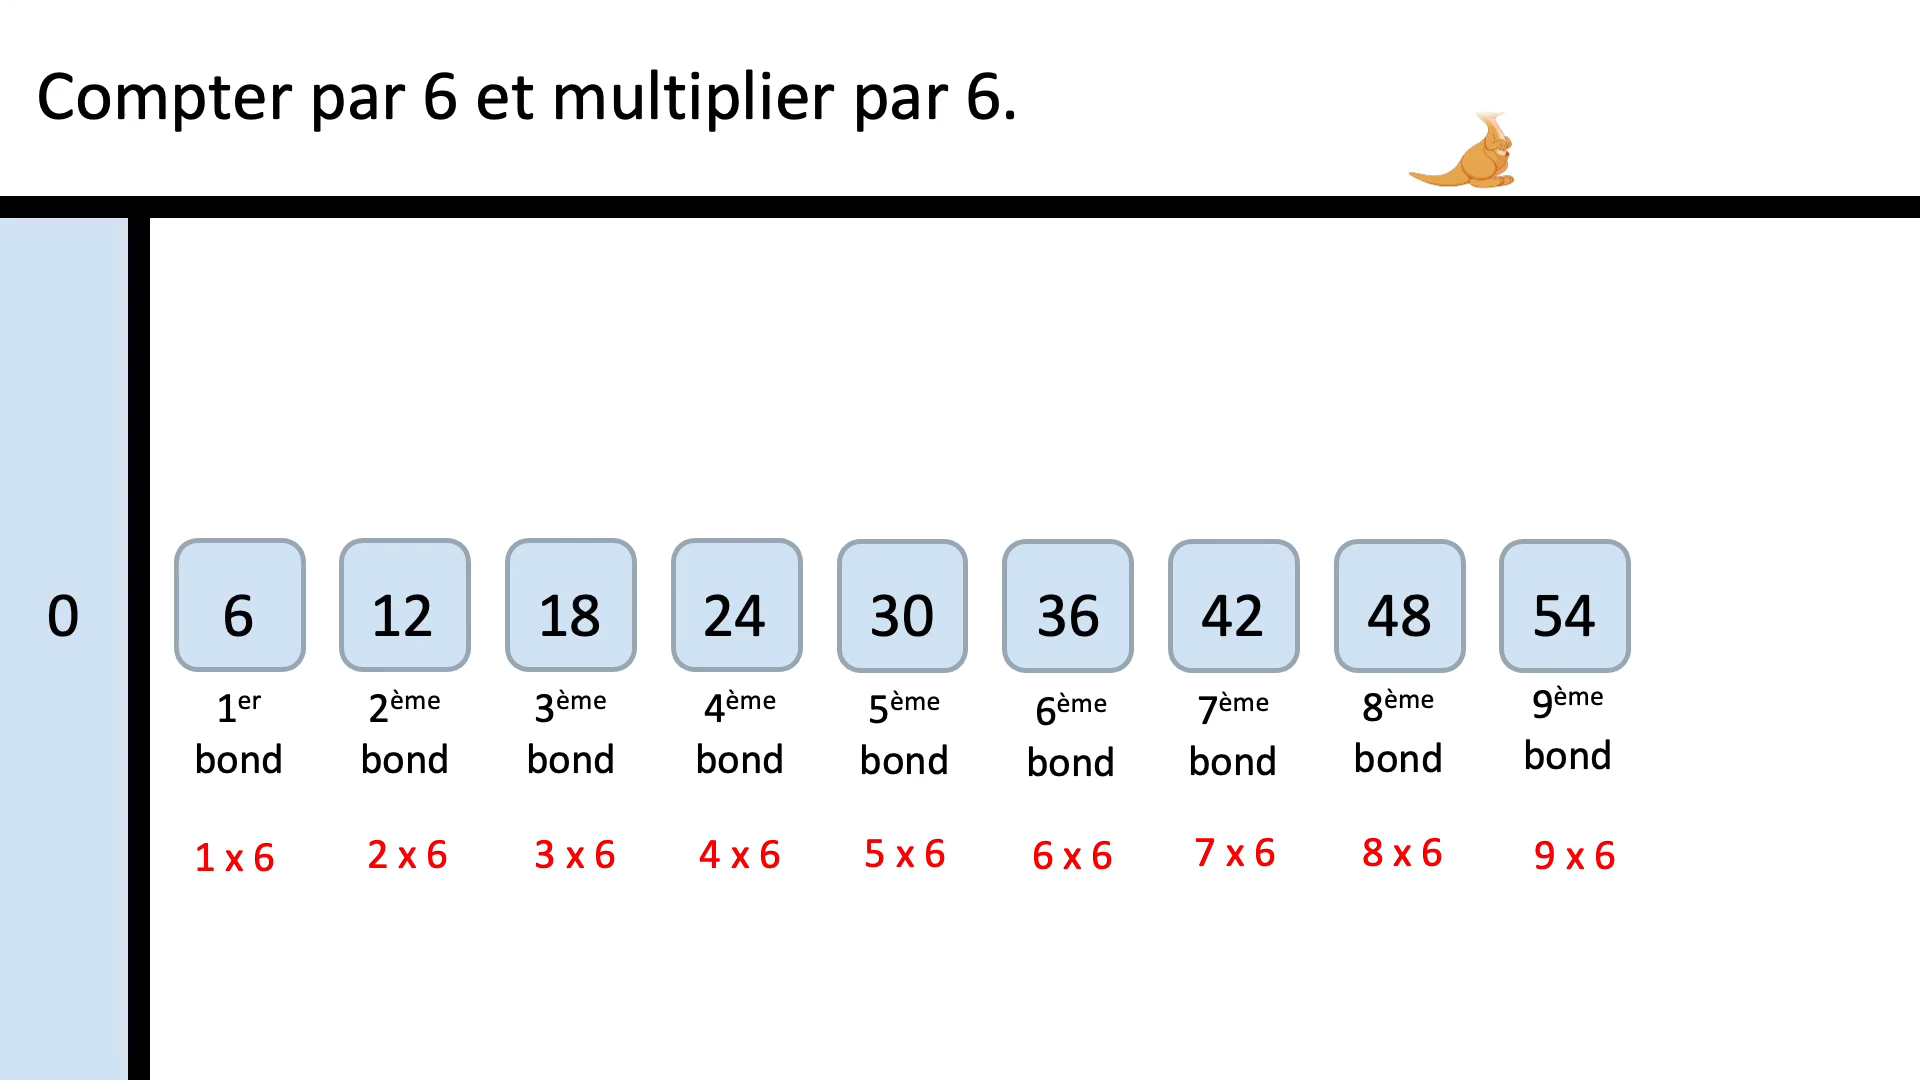 Compter par 6 et multiplier par 6.
0 6 12 18 24 30 36 42 48 54
1er 2ème 3ème 4ème 5ème 6ème 7ème 8ème 9ème
bond bond bond bond bond bond bond bond bond
1 x 6 2 x 6 3 x 6 4 x 6 5 x 6 6 x 6 7 x 6 8 x 6 9 x 6